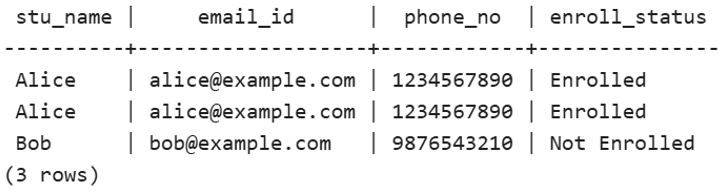 stu_name | email_id | phone_no | enroll_status
----------+-------------------+------------+---------------
Alice | alice@example.com | 1234567890 | Enrolled
Alice | alice@example.com | 1234567890 | Enrolled
Bob | bob@example.com | 9876543210 | Not Enrolled
(3 rows)